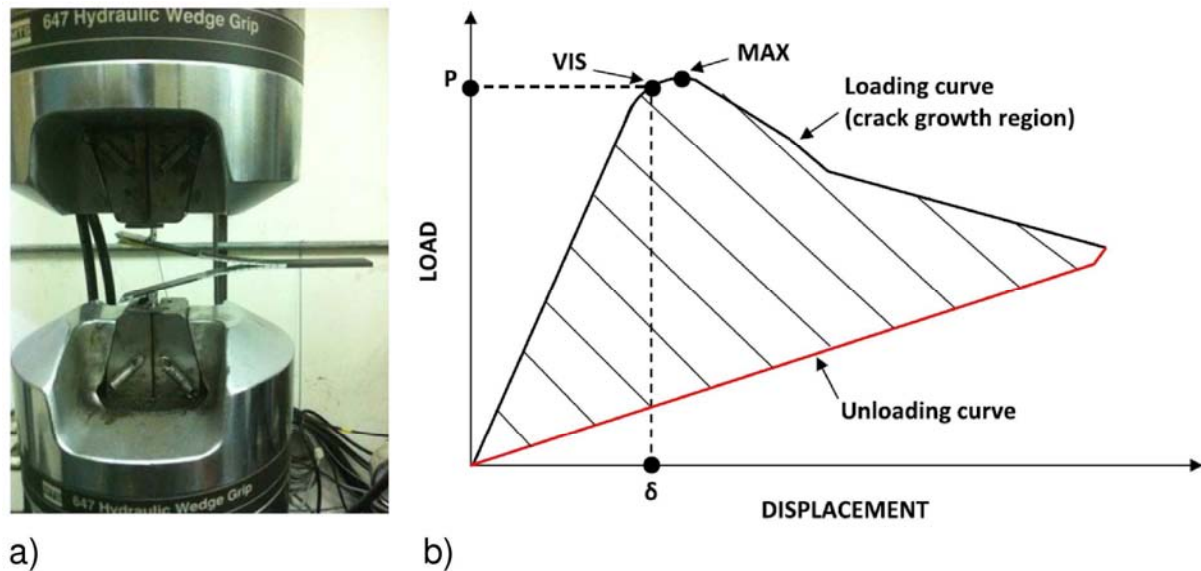 647 Hydraulic Wedge Grip
647 Hydraulic Wedge Grip
a)
P
VIS
MAX
Loading curve
(crack growth region)
LOAD
Unloading curve
δ
DISPLACEMENT
b)